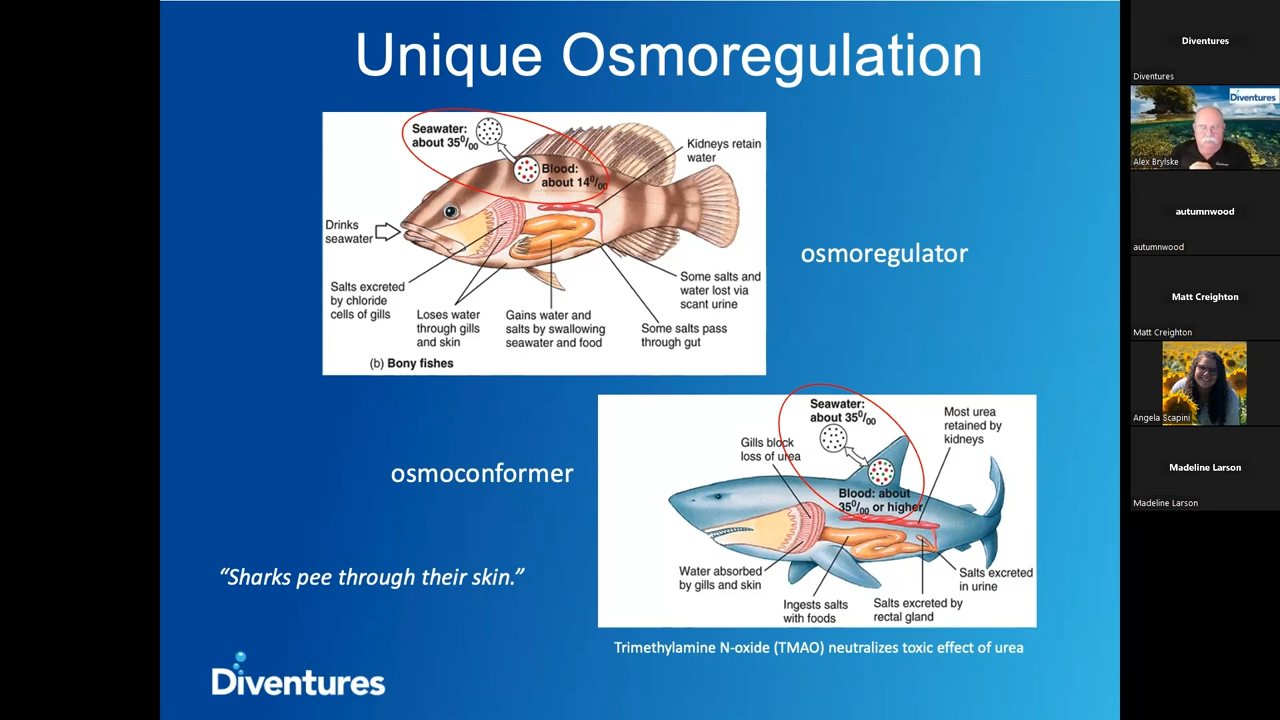 Unique Osmoregulation
Seawater:
about 35⁰/₀₀
Blood:
about 14⁰/₀₀
Kidneys retain
water
Drinks
seawater
Salts excreted
by chloride
cells of gills
Loses water
through gills
and skin
Gains water and
salts by swallowing
seawater and food
Some salts and
water lost via
scant urine
Some salts pass
through gut
(b) Bony fishes
osmoregulator
osmoconformer
Seawater:
about 35⁰/₀₀
Most urea
retained by
kidneys
Gills block
loss of urea
Blood: about
35⁰/₀₀ or higher
Water absorbed
by gills and skin
Ingests salts
with foods
Salts excreted by
rectal gland
Salts excreted
in urine
“Sharks pee through their skin.”
Trimethylamine N-oxide (TMAO) neutralizes toxic effect of urea
Diventures
Diventures
Diventures
Diventures
Alex Brylske
autumnwood
autumnwood
Matt Creighton
Matt Creighton
Angela Scapini
Madeline Larson
Madeline Larson